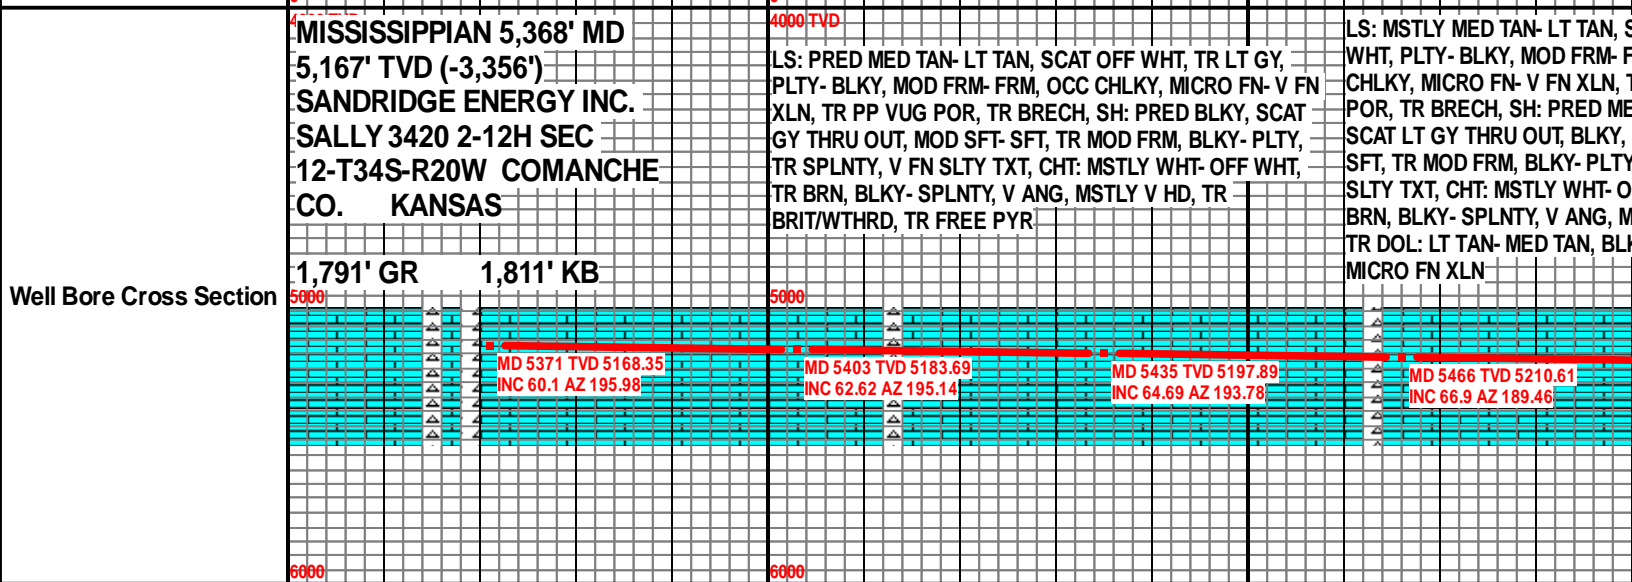 Well Bore Cross Section
MISSISSIPPIAN 5,368' MD
5,167' TVD (-3,356')
SANDRIDGE ENERGY INC.
SALLY 3420 2-12H SEC
12-T34S-R20W COMANCHE
CO. KANSAS
1,791' GR 1,811' KB
5000
6000
4000 TVD
LS: PRED MED TAN- LT TAN, SCAT OFF WHT, TR LT GY,
PLTY- BLKY, MOD FRM- FRM, OCC CHLKY, MICRO FN- V FN
XLN, TR PP VUG POR, TR BRECH, SH: PRED BLKY, SCAT
GY THRU OUT, MOD SFT- SFT, TR MOD FRM, BLKY- PLTY,
TR SPLNTY, V FN SLTY TXT, CHT: MSTLY WHT- OFF WHT,
TR BRN, BLKY- SPLNTY, V ANG, MSTLY V HD, TR
BRIT/WTHRD, TR FREE PYR
5000
6000
LS: MSTLY MED TAN- LT TAN,
WHT, PLTY- BLKY, MOD FRM-
CHLKY, MICRO FN- V FN XLN,
POR, TR BRECH, SH: PRED
SCAT LT GY THRU OUT, BLKY,
SFT, TR MOD FRM, BLKY- PLTY
SLTY TXT, CHT: MSTLY WHT-
BRN, BLKY- SPLNTY, V ANG,
TR DOL: LT TAN- MED TAN,
MICRO FN XLN
MD 5371 TVD 5168.35
INC 60.1 AZ 195.98
MD 5403 TVD 5183.69
INC 62.62 AZ 195.14
MD 5435 TVD 5197.89
INC 64.69 AZ 193.78
MD 5466 TVD 5210.61
INC 66.9 AZ 189.46